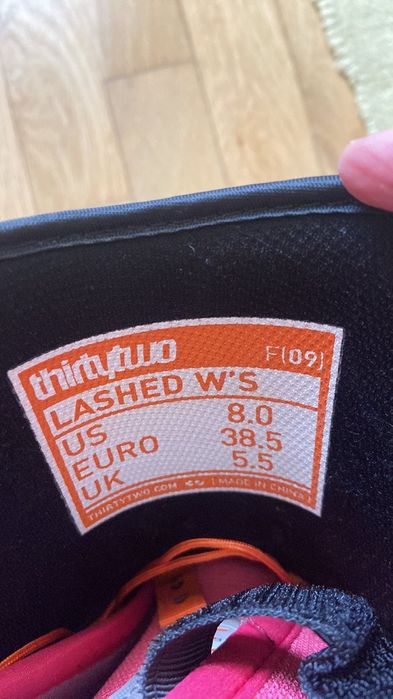 thirtytwo F(09)
LASHED W'S
US 8.0
EURO 38.5
UK 5.5
THIRTYTWO.COM [MADE IN CHINA]